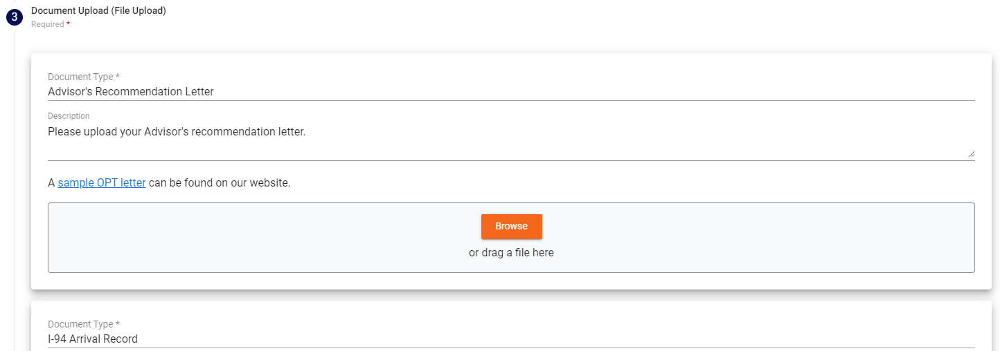 3
Document Upload (File Upload)
Required *
Document Type *
Advisor's Recommendation Letter
Description
Please upload your Advisor's recommendation letter.
A sample OPT letter can be found on our website.
Browse
or drag a file here
Document Type *
I-94 Arrival Record